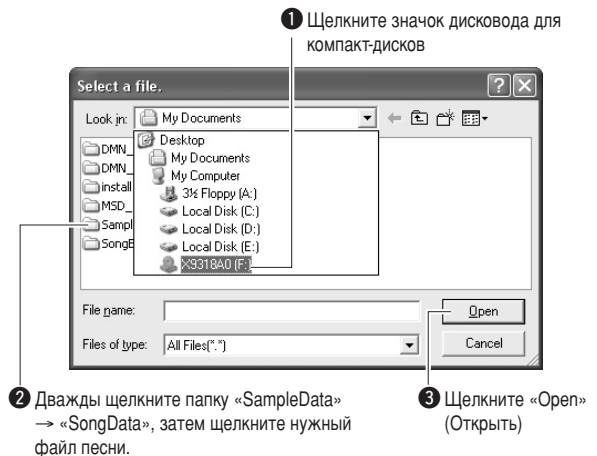 ❶ Щелкните значок дисковода для
компакт-дисков
Select a file.
Look in:
My Documents
Desktop
My Documents
My Computer
3½ Floppy (A:)
Local Disk (C:)
Local Disk (D:)
Local Disk (E:)
X9318A0 (F:)
DMN_
DMN_
install
MSD_
Sampl
SongE
File name:
Open
Files of type:
All Files(*.*)
Cancel
❷ Дважды щелкните папку «SampleData»
→ «SongData», затем щелкните нужный
файл песни.
❸ Щелкните «Open»
(Открыть)